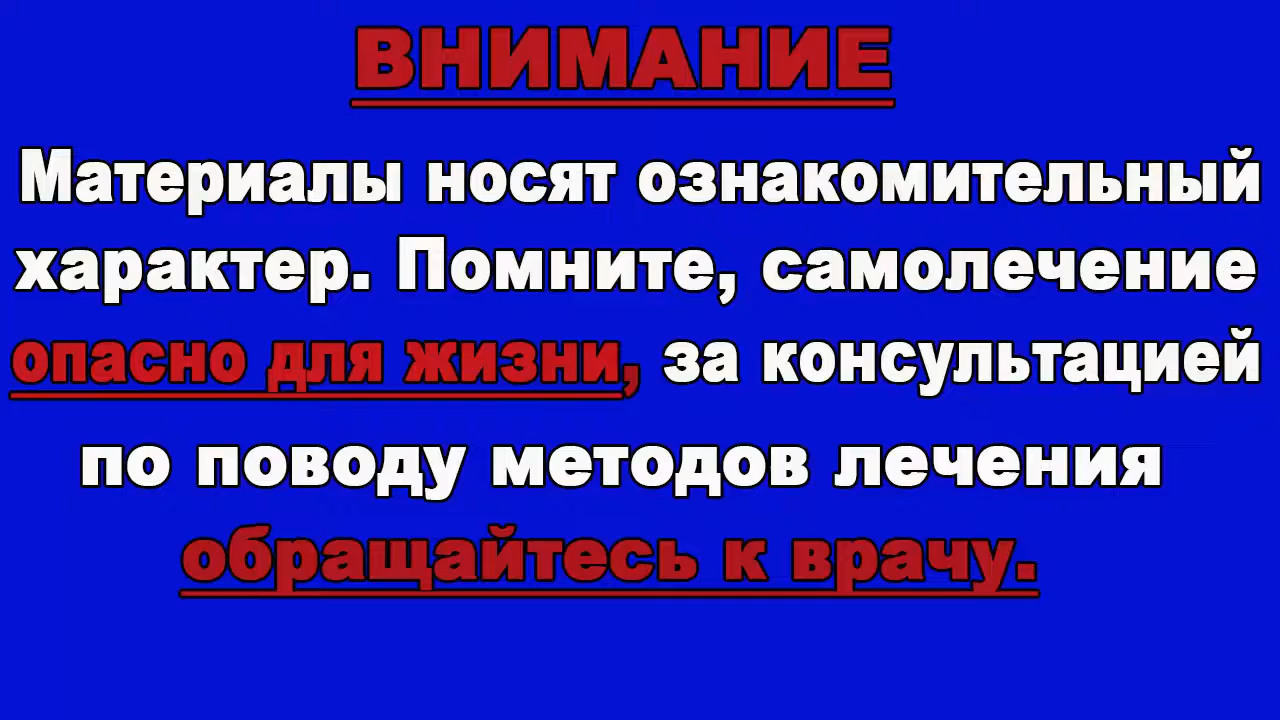 ВНИМАНИЕ
Материалы носят ознакомительный
характер. Помните, самолечение
опасно для жизни, за консультацией
по поводу методов лечения
обращайтесь к врачу.